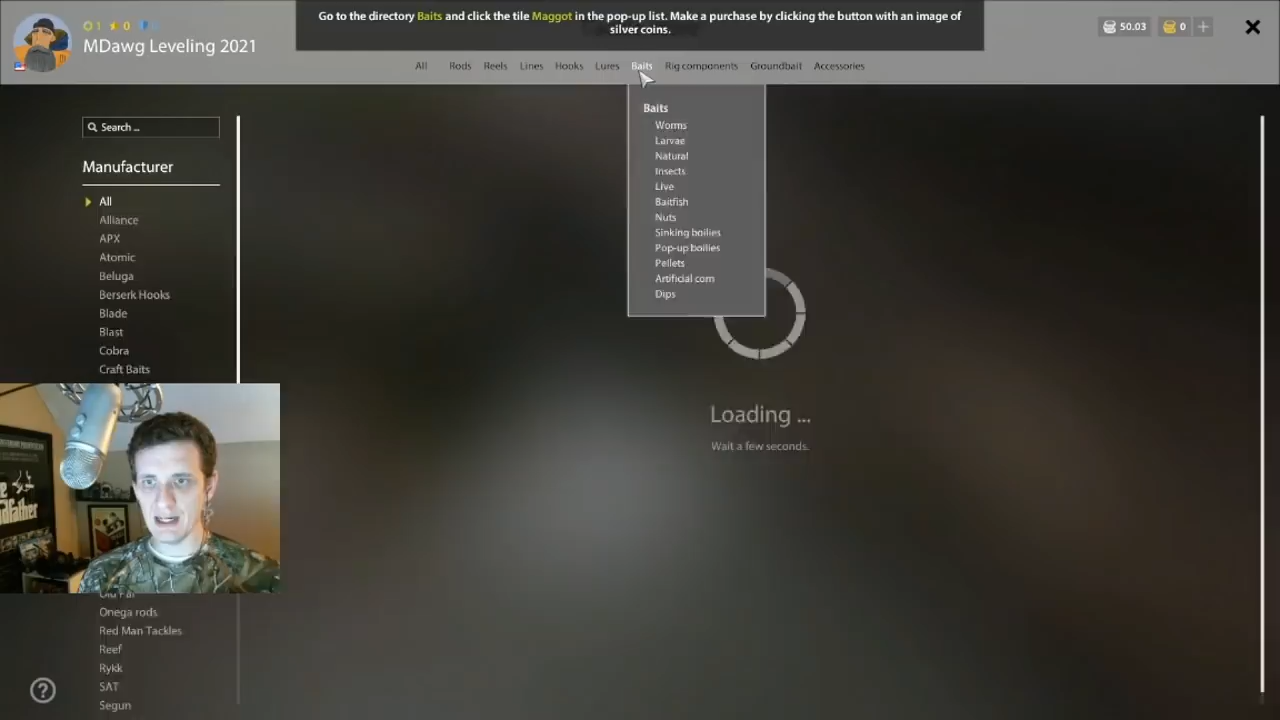 Go to the directory Baits and click the tile Maggot in the pop-up list. Make a purchase by clicking the button with an image of
silver coins.
1 0
MDawg Leveling 2021
50.03 0 +
All Rods Reels Lines Hooks Lures Baits Rig components Groundbait Accessories
Baits
Worms
Larvae
Natural
Insects
Live
Baitfish
Nuts
Sinking boilies
Pop-up boilies
Pellets
Artificial corn
Dips
Search ...
Manufacturer
All
Alliance
APX
Atomic
Beluga
Berserk Hooks
Blade
Blast
Cobra
Craft Baits
Loading ...
Wait a few seconds.
Onega rods
Red Man Tackles
Reef
Rykk
SAT
Segun
?